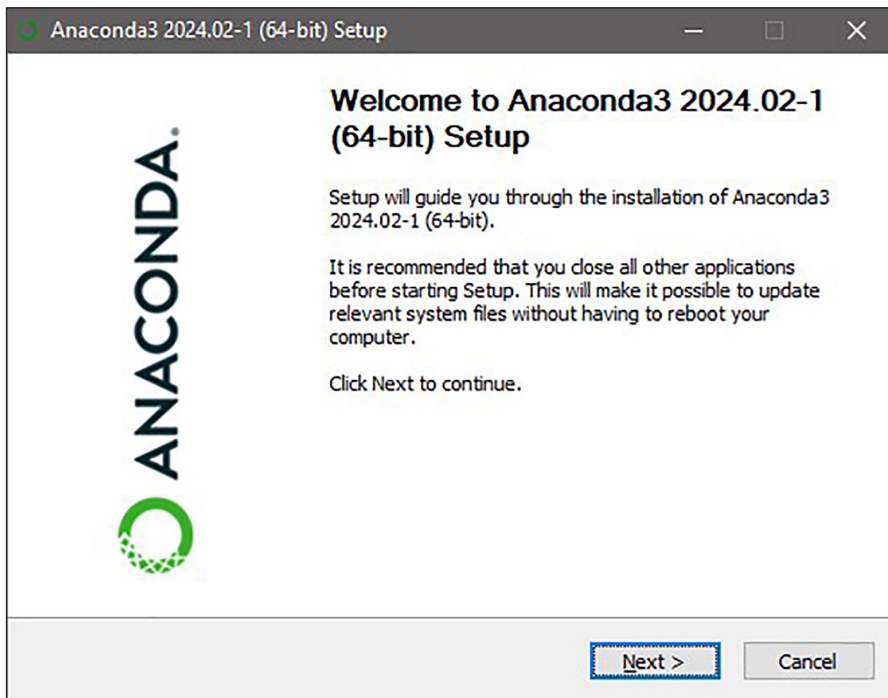 Anaconda3 2024.02-1 (64-bit) Setup
Welcome to Anaconda3 2024.02-1
(64-bit) Setup
Setup will guide you through the installation of Anaconda3
2024.02-1 (64-bit).
It is recommended that you close all other applications
before starting Setup. This will make it possible to update
relevant system files without having to reboot your
computer.
Click Next to continue.
ANACONDA.
Next >
Cancel